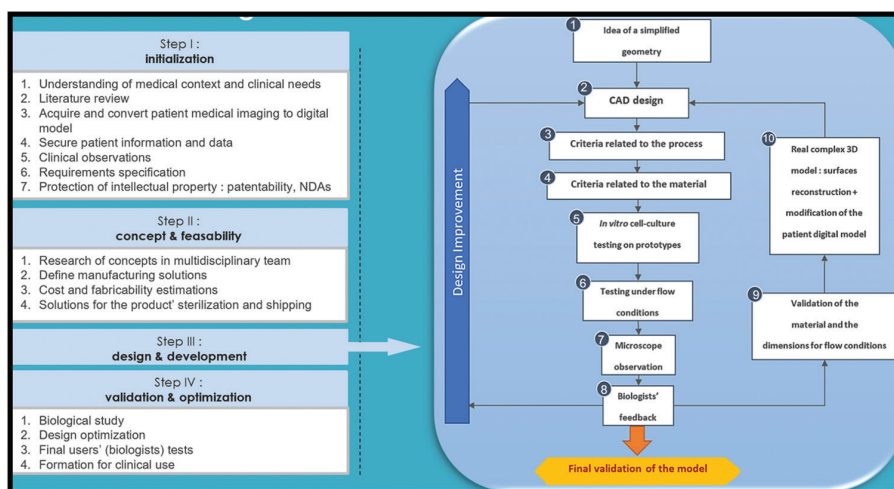 Step I :
initialization
1. Understanding of medical context and clinical needs
2. Literature review
3. Acquire and convert patient medical imaging to digital
model
4. Secure patient information and data
5. Clinical observations
6. Requirements specification
7. Protection of intellectual property : patentability, NDAs
Step II :
concept & feasability
1. Research of concepts in multidisciplinary team
2. Define manufacturing solutions
3. Cost and fabricability estimations
4. Solutions for the product' sterilization and shipping
Step III :
design & development
Step IV :
validation & optimization
1. Biological study
2. Design optimization
3. Final users' (biologists) tests
4. Formation for clinical use
Design Improvement
1
Idea of a simplified
geometry
2
CAD design
3
Criteria related to the process
4
Criteria related to the material
5
In vitro cell-culture
testing on prototypes
6
Testing under flow
conditions
7
Microscope
observation
8
Biologists'
feedback
9
Validation of the
material and the
dimensions for flow conditions
10
Real complex 3D
model : surfaces
reconstruction +
modification of the
patient digital model
Final validation of the model